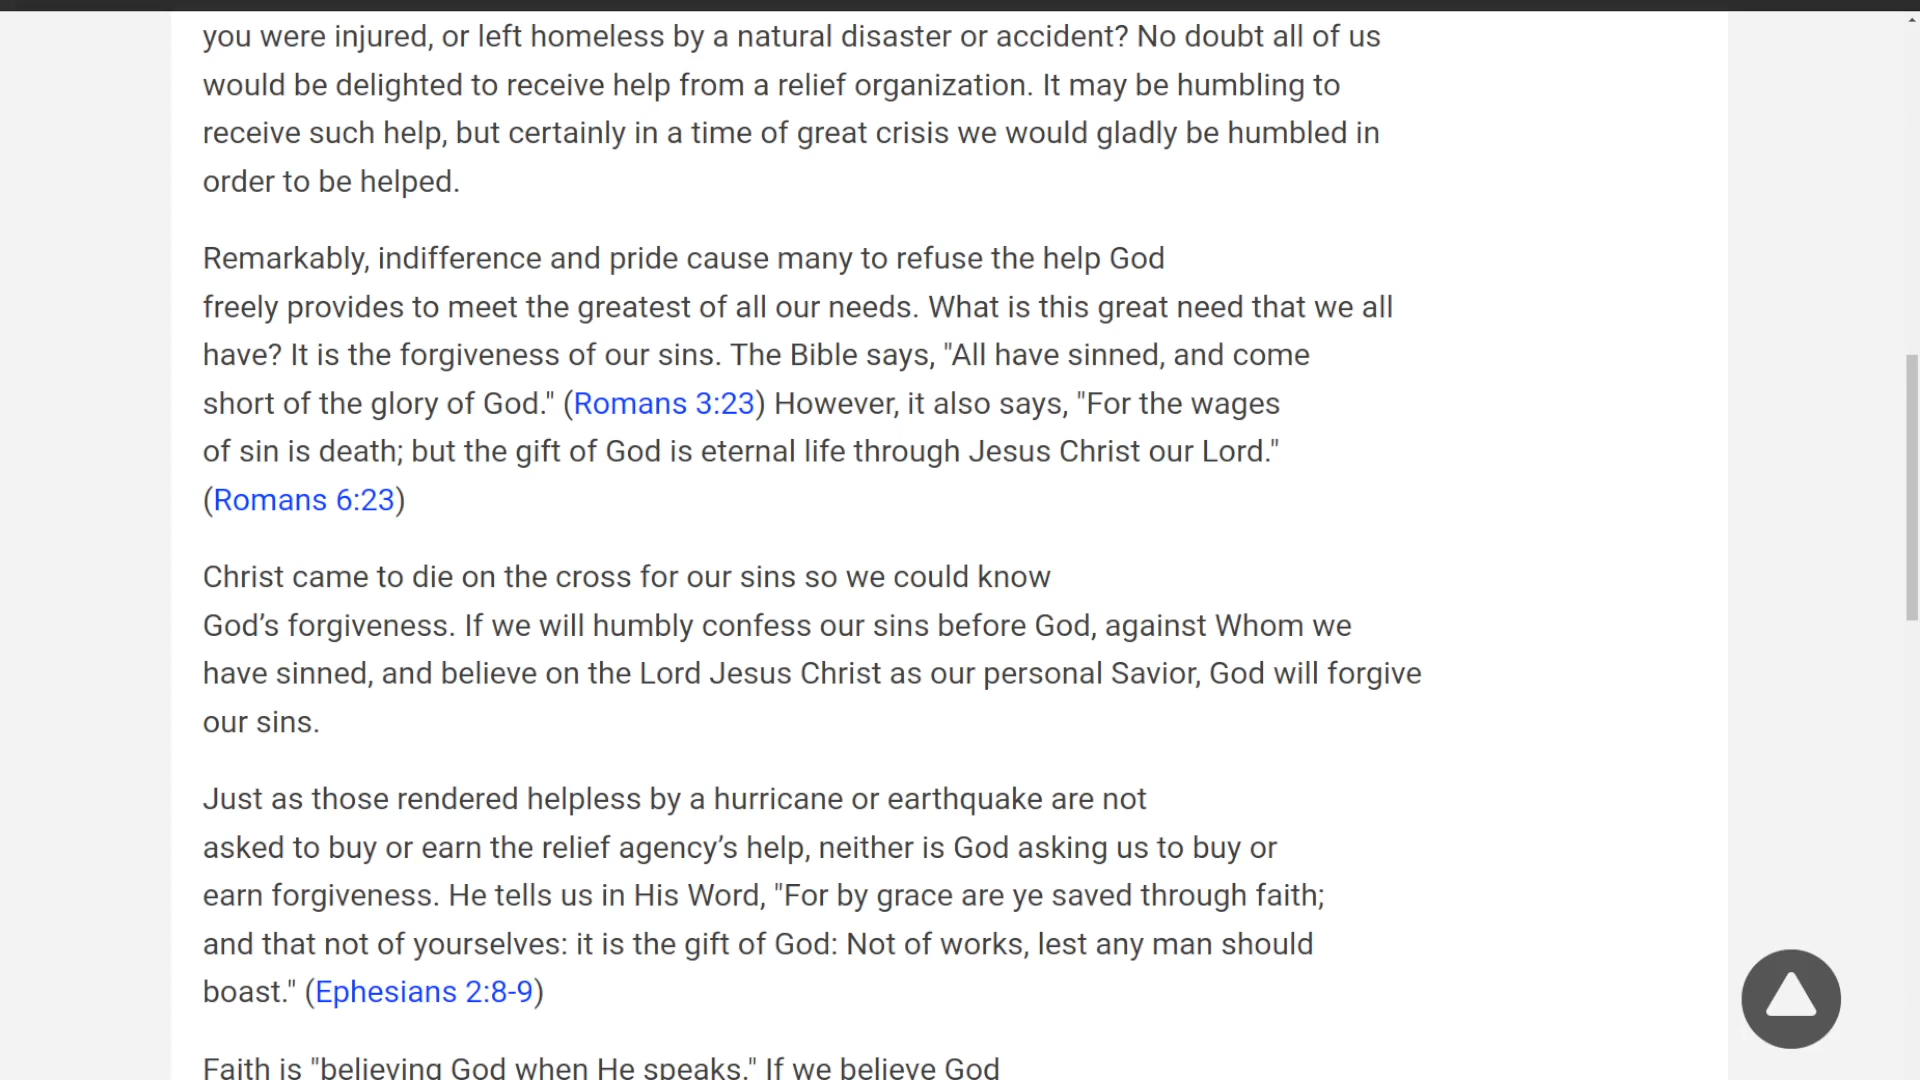 you were injured, or left homeless by a natural disaster or accident? No doubt all of us
would be delighted to receive help from a relief organization. It may be humbling to
receive such help, but certainly in a time of great crisis we would gladly be humbled in
order to be helped.
Remarkably, indifference and pride cause many to refuse the help God
freely provides to meet the greatest of all our needs. What is this great need that we all
have? It is the forgiveness of our sins. The Bible says, "All have sinned, and come
short of the glory of God." (Romans 3:23) However, it also says, "For the wages
of sin is death; but the gift of God is eternal life through Jesus Christ our Lord."
(Romans 6:23)
Christ came to die on the cross for our sins so we could know
God’s forgiveness. If we will humbly confess our sins before God, against Whom we
have sinned, and believe on the Lord Jesus Christ as our personal Savior, God will forgive
our sins.
Just as those rendered helpless by a hurricane or earthquake are not
asked to buy or earn the relief agency’s help, neither is God asking us to buy or
earn forgiveness. He tells us in His Word, "For by grace are ye saved through faith;
and that not of yourselves: it is the gift of God: Not of works, lest any man should
boast." (Ephesians 2:8-9)
Faith is "believing God when He speaks." If we believe God